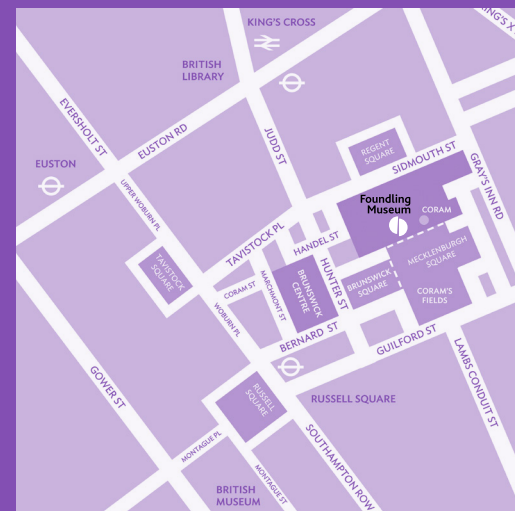 KING'S CROSS
KING'S X
BRITISH
LIBRARY
EVERSHOLT ST
EUSTON RD
JUDD ST
REGENT
SQUARE
SIDMOUTH ST
GRAY'S INN RD
EUSTON
UPPER WOBURN PL
Foundling
Museum
CORAM
TAVISTOCK PL
HANDEL ST
TAVISTOCK
SQUARE
CORAM ST
MARCHMONT ST
BRUNSWICK
CENTRE
HUNTER ST
BRUNSWICK
SQUARE
MECKLENBURGH
SQUARE
CORAM'S
FIELDS
WOBURN PL
BERNARD ST
GUILFORD ST
LAMBS CONDUIT ST
GOWER ST
RUSSELL
SQUARE
RUSSELL SQUARE
MONTAGUE PL
MONTAGUE ST
SOUTHAMPTON ROW
BRITISH
MUSEUM